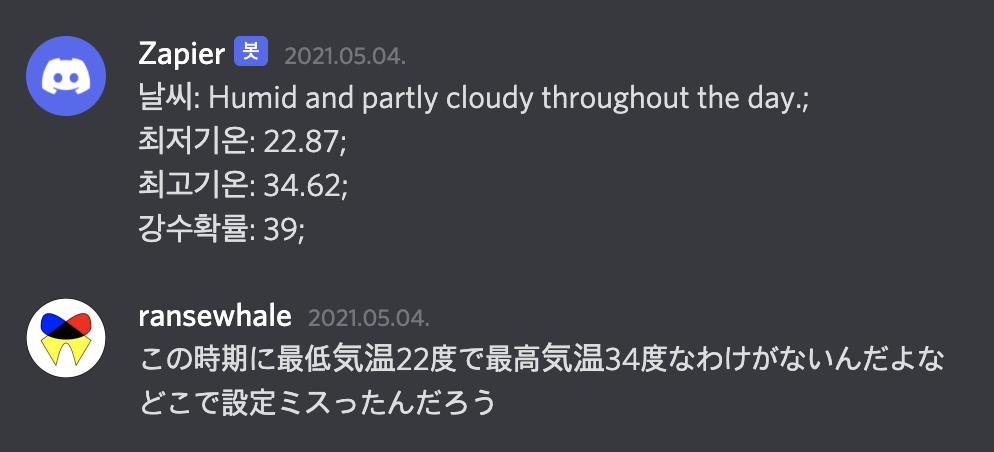 Zapier 봇 2021.05.04.
날씨: Humid and partly cloudy throughout the day.;
최저기온: 22.87;
최고기온: 34.62;
강수확률: 39;
ransewhale 2021.05.04.
この時期に最低気温22度で最高気温34度なわけがないんだよな
どこで設定ミスったんだろう